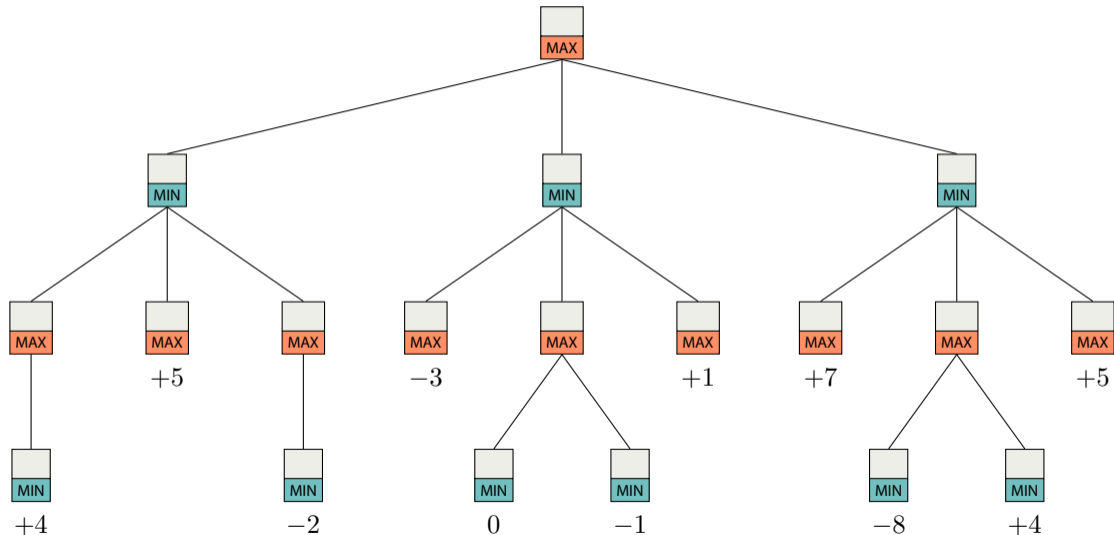 MAX
MIN MIN MIN
MAX MAX MAX MAX MAX MAX MAX MAX MAX
+5 −3 +1 +7 +5
MIN MIN MIN MIN MIN MIN
+4 −2 0 −1 −8 +4